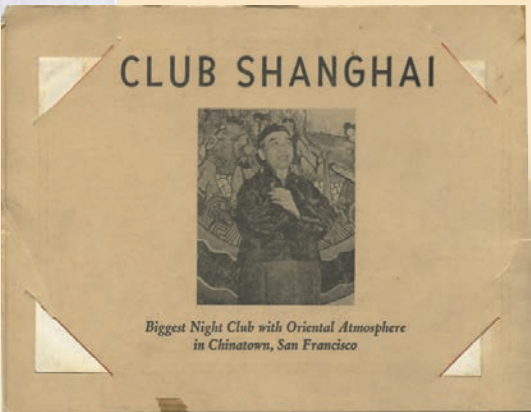 CLUB SHANGHAI
Biggest Night Club with Oriental Atmosphere
in Chinatown, San Francisco